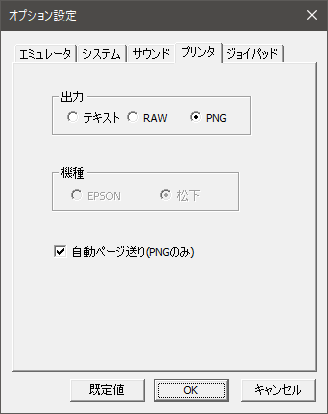 オプション設定
エミュレータ システム サウンド プリンタ ジョイパッド
出力
テキスト RAW PNG
機種
EPSON 松下
自動ページ送り(PNGのみ)
既定値 OK キャンセル